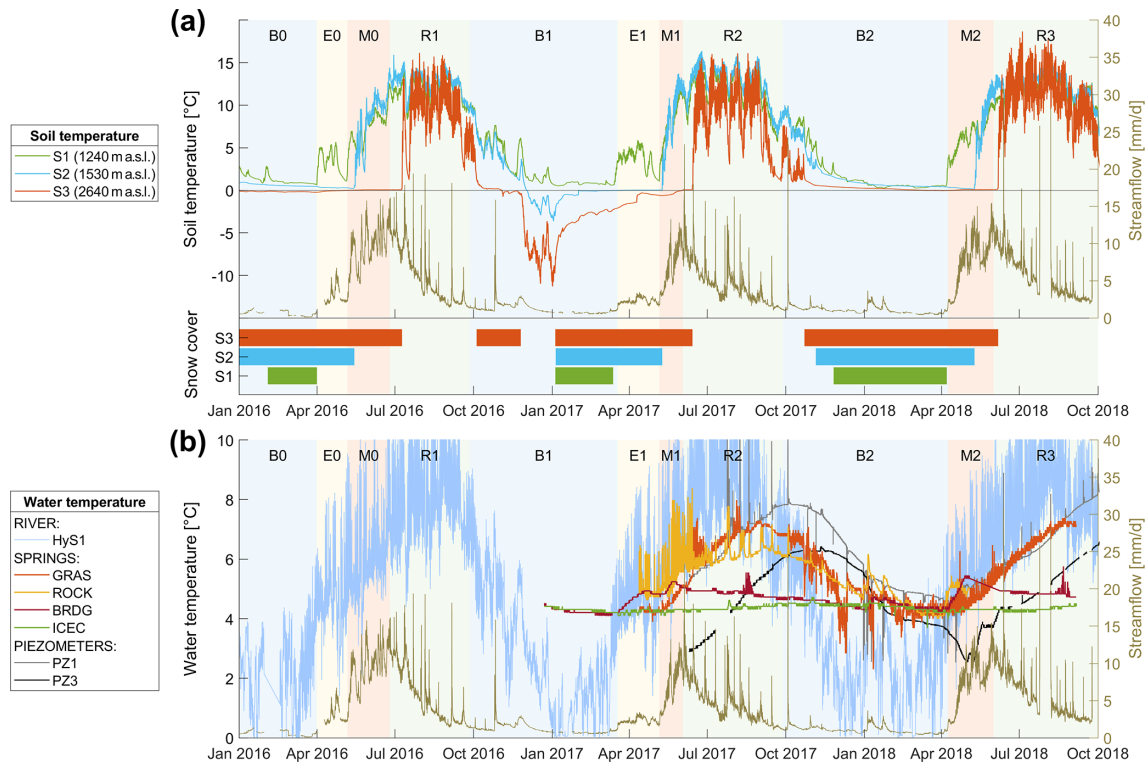 (a)
B0 E0 M0 R1 B1 E1 M1 R2 B2 M2 R3
Soil temperature
S1 (1240 m a.s.l.)
S2 (1530 m a.s.l.)
S3 (2640 m a.s.l.)
Soil temperature [°C]
15
10
5
0
-5
-10
40
35
30
25
20
15
10
5
0
Streamflow [mm/d]
Snow cover
S3
S2
S1
Jan 2016 Apr 2016 Jul 2016 Oct 2016 Jan 2017 Apr 2017 Jul 2017 Oct 2017 Jan 2018 Apr 2018 Jul 2018 Oct 2018
(b)
B0 E0 M0 R1 B1 E1 M1 R2 B2 M2 R3
Water temperature
RIVER:
HyS1
SPRINGS:
GRAS
ROCK
BRDG
ICEC
PIEZOMETERS:
PZ1
PZ3
Water temperature [°C]
10
8
6
4
2
0
40
35
30
25
20
15
10
5
0
Streamflow [mm/d]
Jan 2016 Apr 2016 Jul 2016 Oct 2016 Jan 2017 Apr 2017 Jul 2017 Oct 2017 Jan 2018 Apr 2018 Jul 2018 Oct 2018